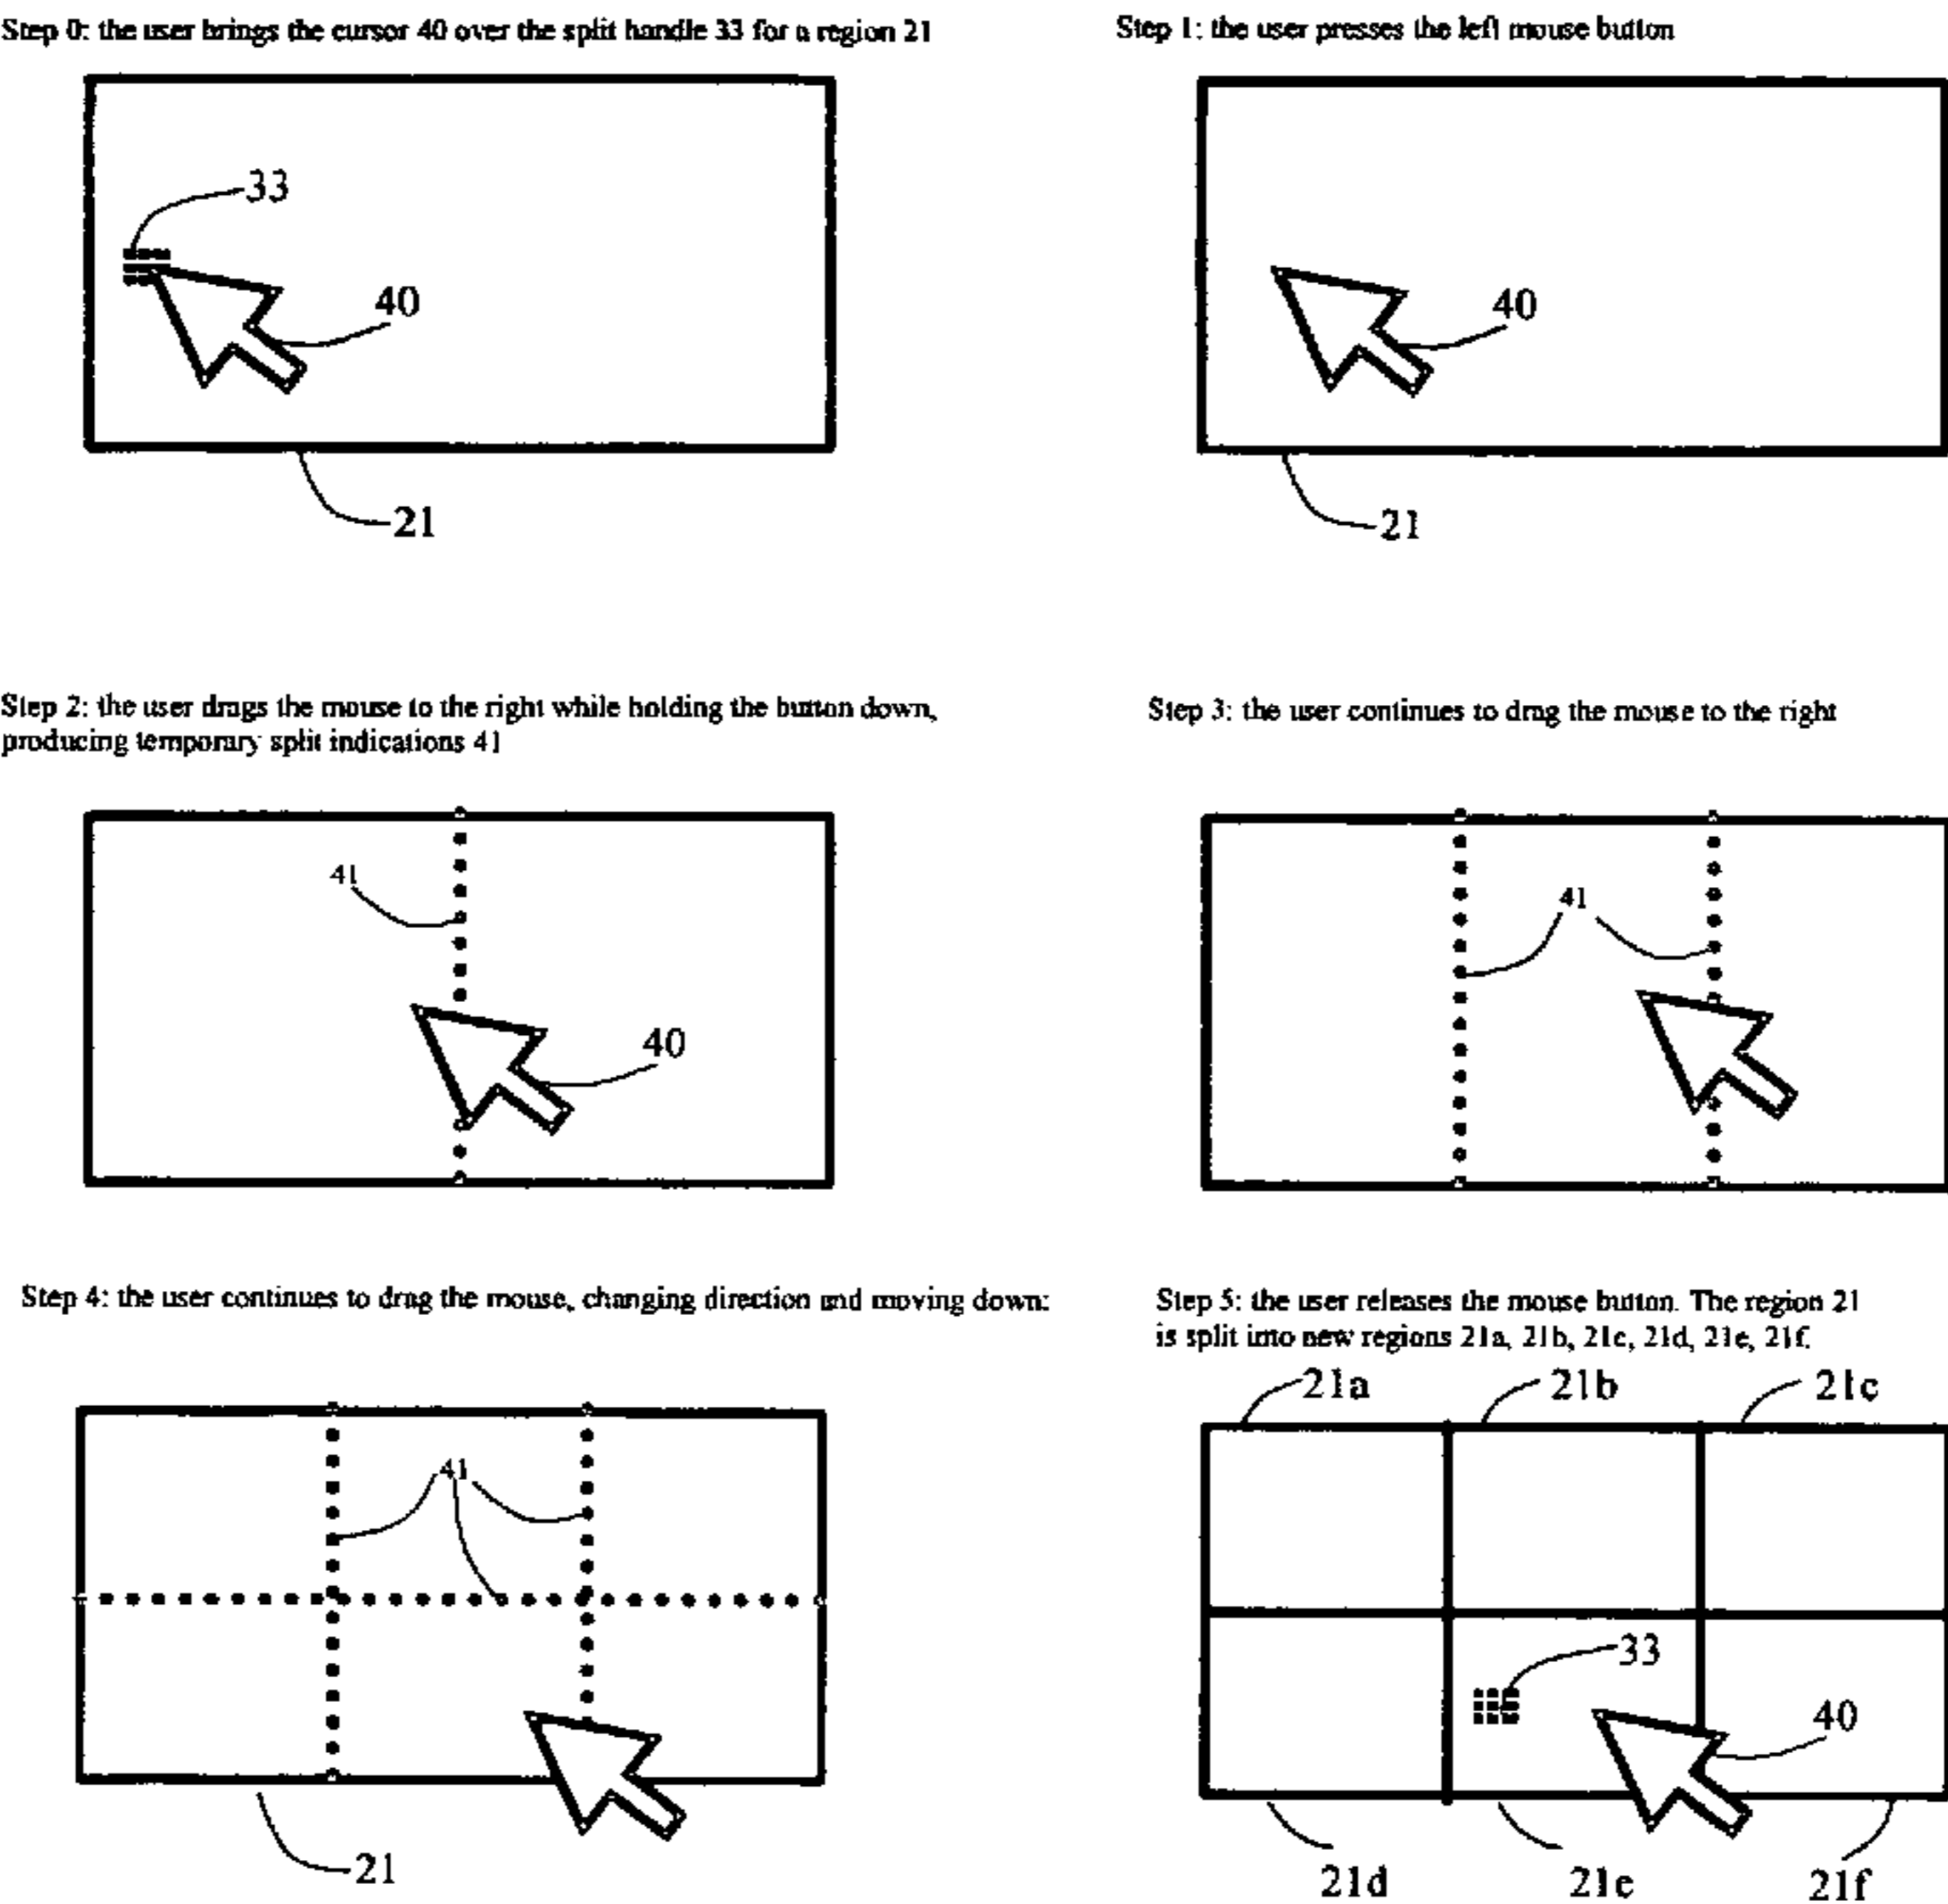 Step 0: the user brings the cursor 40 over the split handle 33 for a region 21
Step 1: the user presses the left mouse button
33
40
21
40
21
Step 2: the user drags the mouse to the right while holding the button down,
producing temporary split indications 41
Step 3: the user continues to drag the mouse to the right
41
40
41
Step 4: the user continues to drag the mouse, changing direction and moving down:
Step 5: the user releases the mouse button. The region 21
is split into new regions 21a, 21b, 21c, 21d, 21e, 21f.
21a
21b
21c
41
33
40
21
21d
21e
21f